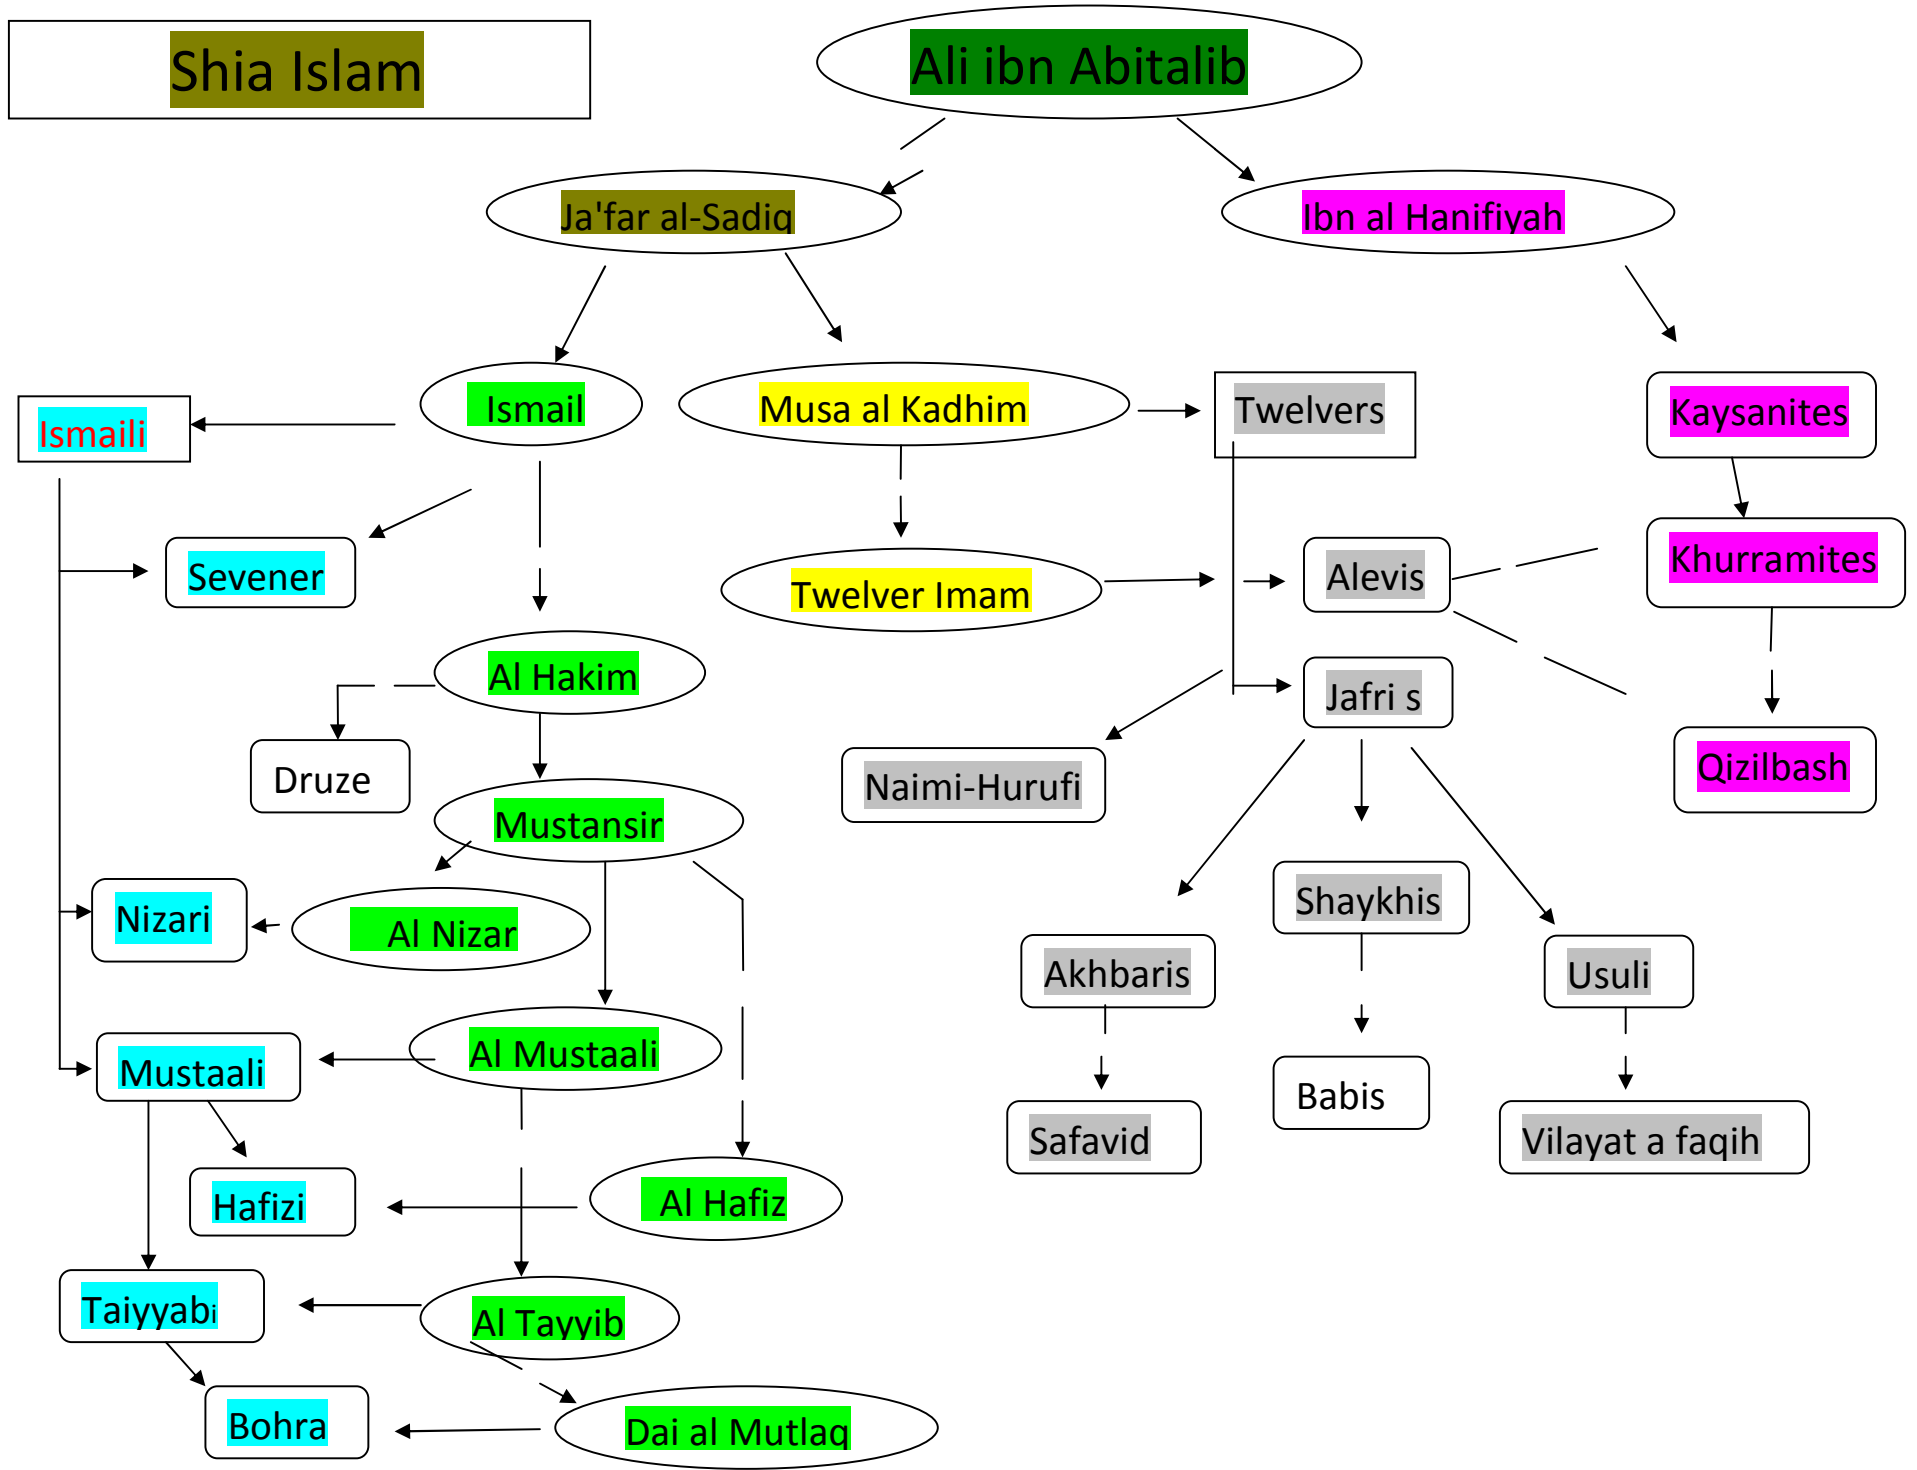 Shia Islam
Ali ibn Abitalib
Ja'far al-Sadiq
Ibn al Hanifiyah
Ismaili
Ismail
Musa al Kadhim
Twelvers
Kaysanites
Sevener
Twelver Imam
Alevis
Khurramites
Al Hakim
Jafri s
Druze
Mustansir
Naimi-Hurufi
Qizilbash
Nizari
Al Nizar
Shaykhis
Akhbaris
Usuli
Mustaali
Al Mustaali
Safavid
Babis
Vilayat a faqih
Hafizi
Al Hafiz
Taiyyabi
Al Tayyib
Bohra
Dai al Mutlaq